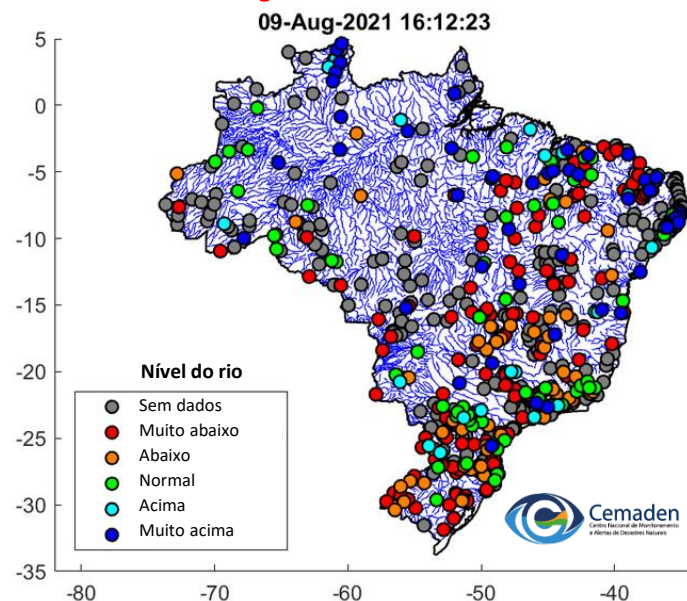 09-Aug-2021 16:12:23
5
0
-5
-10
-15
-20
-25
-30
-35
Nível do rio
Sem dados
Muito abaixo
Abaixo
Normal
Acima
Muito acima
Cemaden
Centro Nacional de Monitoramento
e Alertas de Desastres Naturais
-80 -70 -60 -50 -40